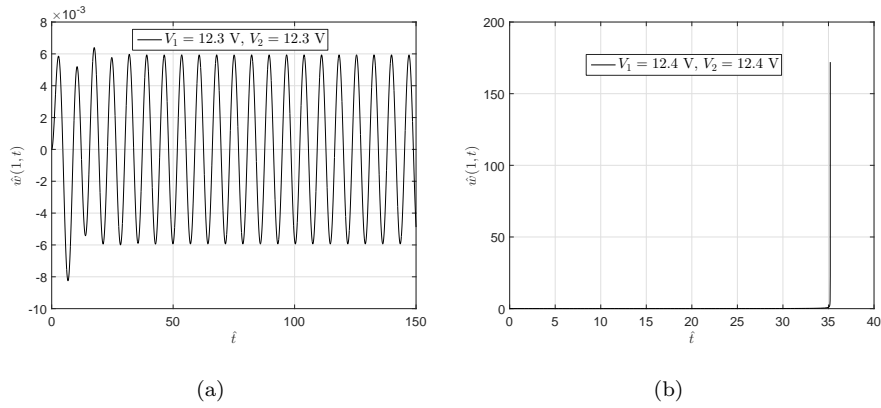 ×10⁻³
8
6
4
2
0
-2
-4
-6
-8
-10
ŵ(1, t)
V₁ = 12.3 V, V₂ = 12.3 V
0 50 100 150
t̂
(a)
200
150
100
50
0
ŵ(1, t)
V₁ = 12.4 V, V₂ = 12.4 V
0 5 10 15 20 25 30 35 40
t̂
(b)